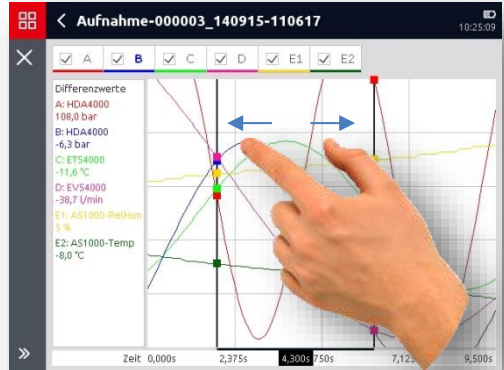 Aufnahme-000003_140915-110617
10:25:09
A B C D E1 E2
Differenzwerte
A: HDA4000
108,0 bar
B: HDA4000
-6,3 bar
C: ETS4000
-11,6 °C
D: EVS4000
-38,7 l/min
E1: AS1000-RelHum
5 %
E2: AS1000-Temp
-8,0 °C
Zeit 0,000s 2,375s 4,300s 750s 7,125 9,500s